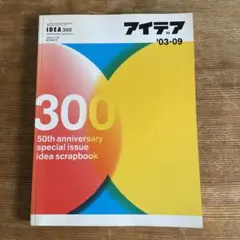 IDEA 300
アイデア
'03-09
300
50th anniversary
special issue
idea scrapbook